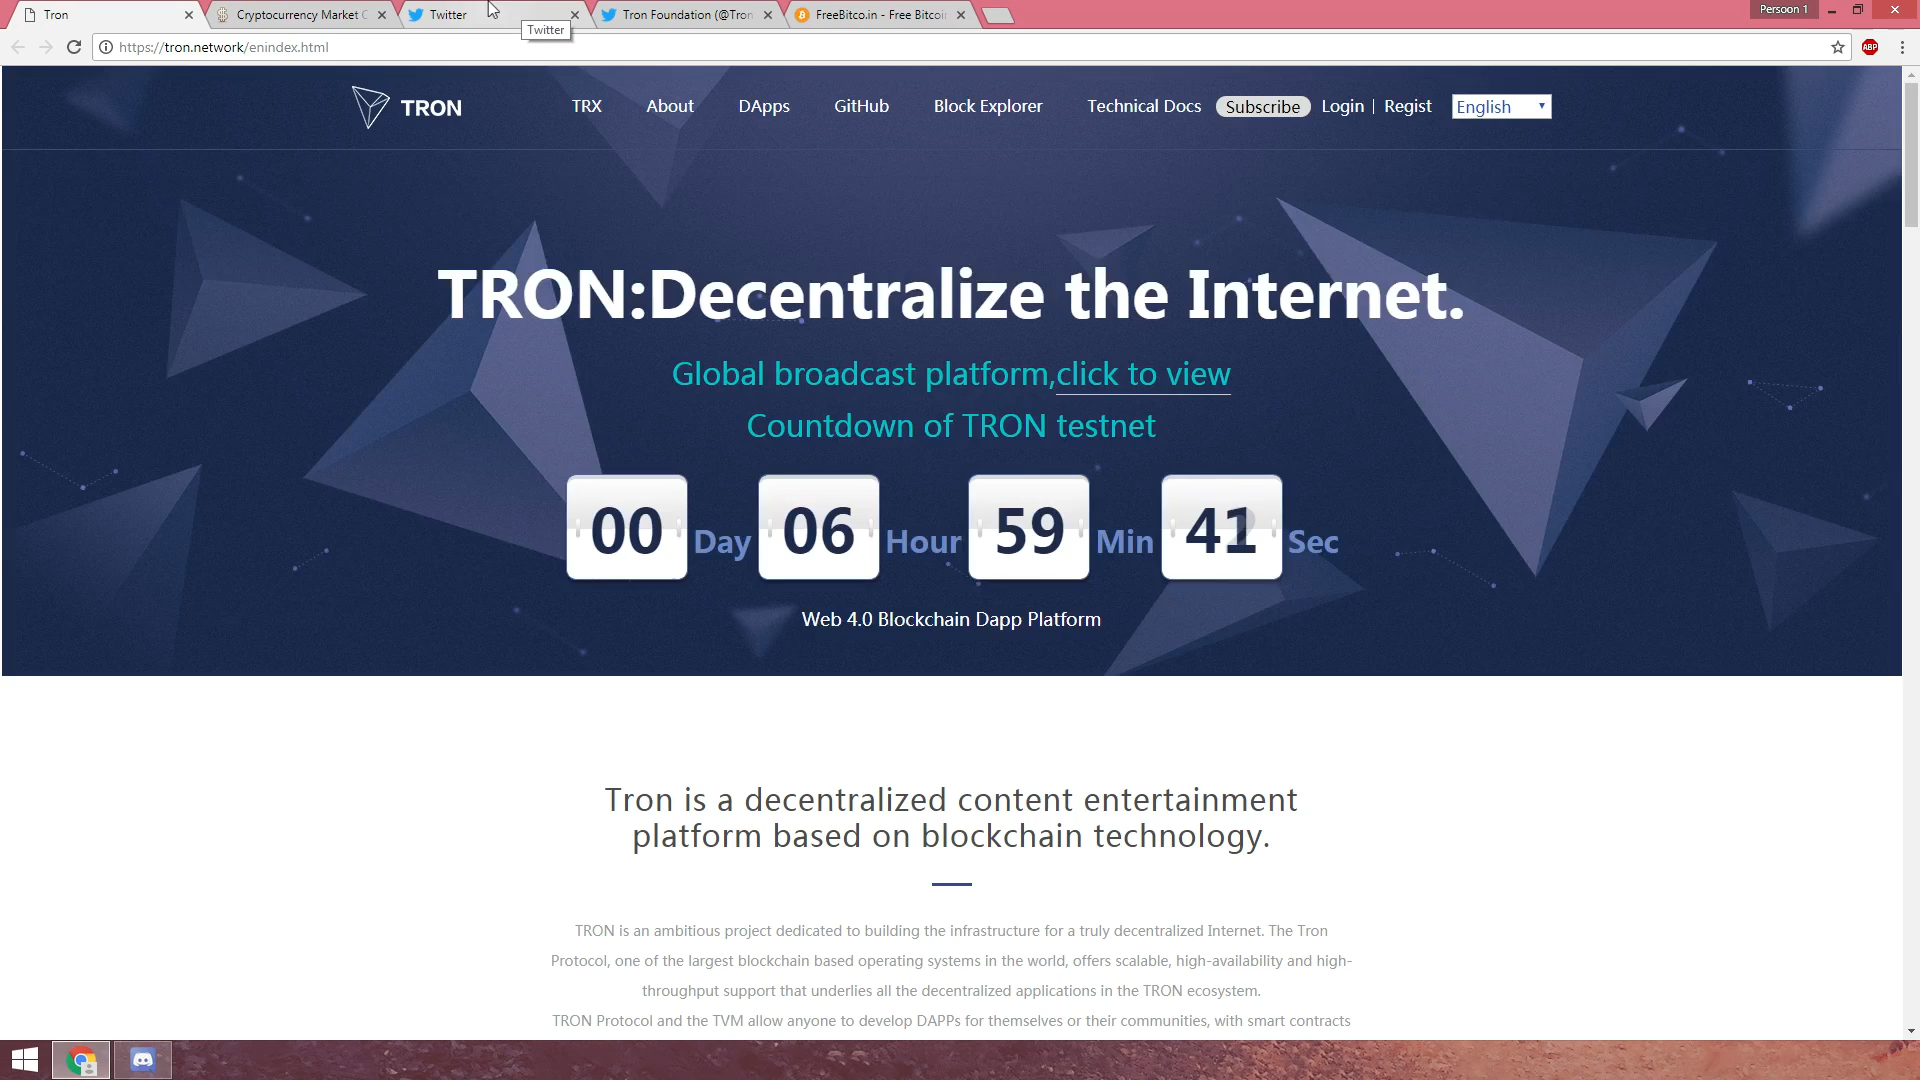 Tron
Cryptocurrency Market C
Twitter
Tron Foundation (@Tron
FreeBitco.in - Free Bitcoi
Persoon 1
Twitter
https://tron.network/enindex.html
ABP
TRON
TRX
About
DApps
GitHub
Block Explorer
Technical Docs
Subscribe
Login | Regist
English
TRON:Decentralize the Internet.
Global broadcast platform,click to view
Countdown of TRON testnet
00 Day 06 Hour 59 Min 41 Sec
Web 4.0 Blockchain Dapp Platform
Tron is a decentralized content entertainment
platform based on blockchain technology.
TRON is an ambitious project dedicated to building the infrastructure for a truly decentralized Internet. The Tron
Protocol, one of the largest blockchain based operating systems in the world, offers scalable, high-availability and high-
throughput support that underlies all the decentralized applications in the TRON ecosystem.
TRON Protocol and the TVM allow anyone to develop DAPPs for themselves or their communities, with smart contracts